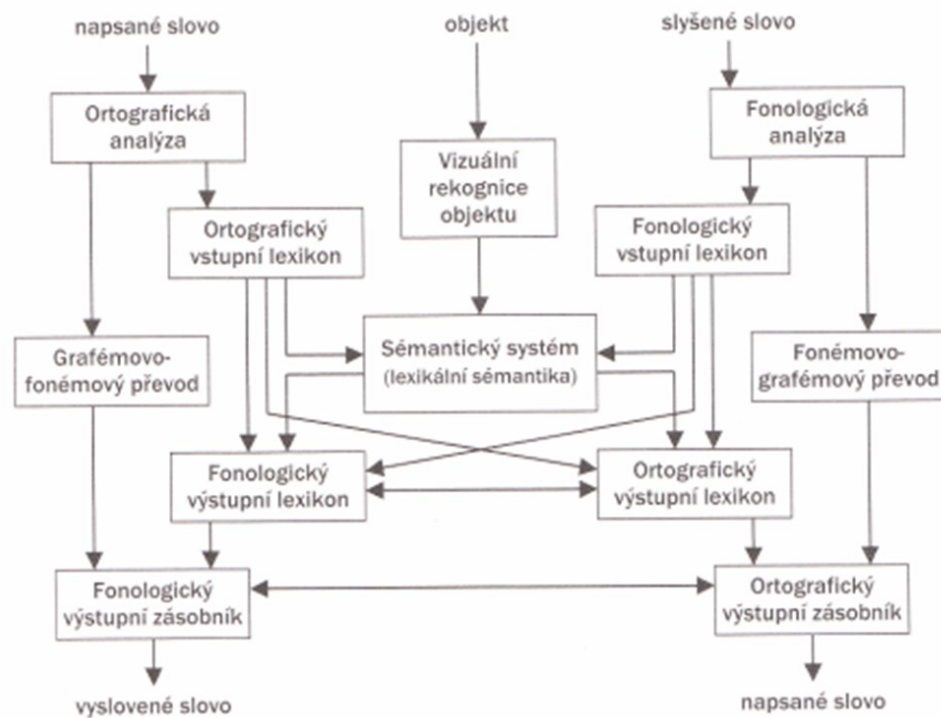 napsané slovo
objekt
slyšené slovo
Ortografická
analýza
Fonologická
analýza
Vizuální
rekognice
objektu
Ortografický
vstupní lexikon
Fonologický
vstupní lexikon
Grafémovo-
fonémový převod
Sémantický systém
(lexikální sémantika)
Fonémovo-
grafémový převod
Fonologický
výstupní lexikon
Ortografický
výstupní lexikon
Fonologický
výstupní zásobník
Ortografický
výstupní zásobník
vyslovené slovo
napsané slovo